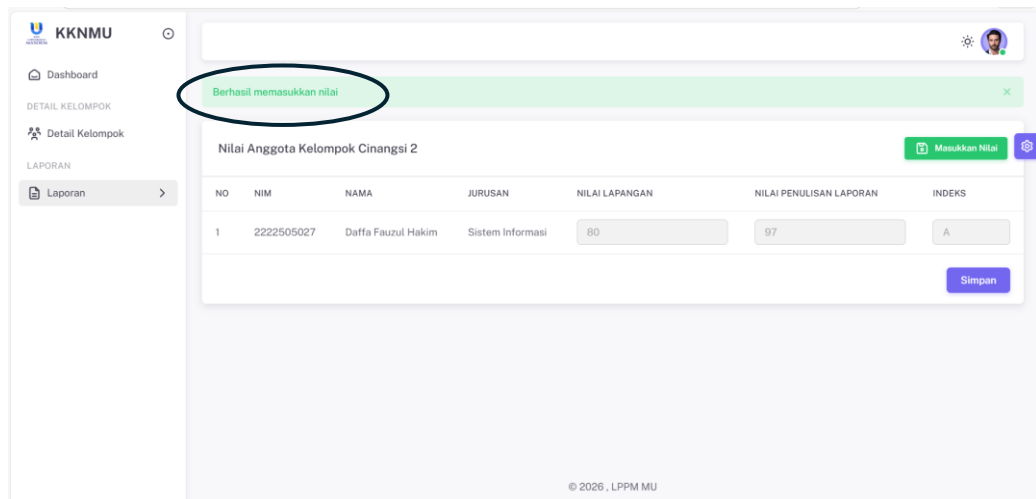 KKNMU
Dashboard
DETAIL KELOMPOK
Detail Kelompok
LAPORAN
Laporan
Berhasil memasukkan nilai
Nilai Anggota Kelompok Cinangsi 2
Masukkan Nilai
NO NIM NAMA JURUSAN NILAI LAPANGAN NILAI PENULISAN LAPORAN INDEKS
1 2222505027 Daffa Fauzul Hakim Sistem Informasi 80 97 A
Simpan
© 2026 , LPPM MU